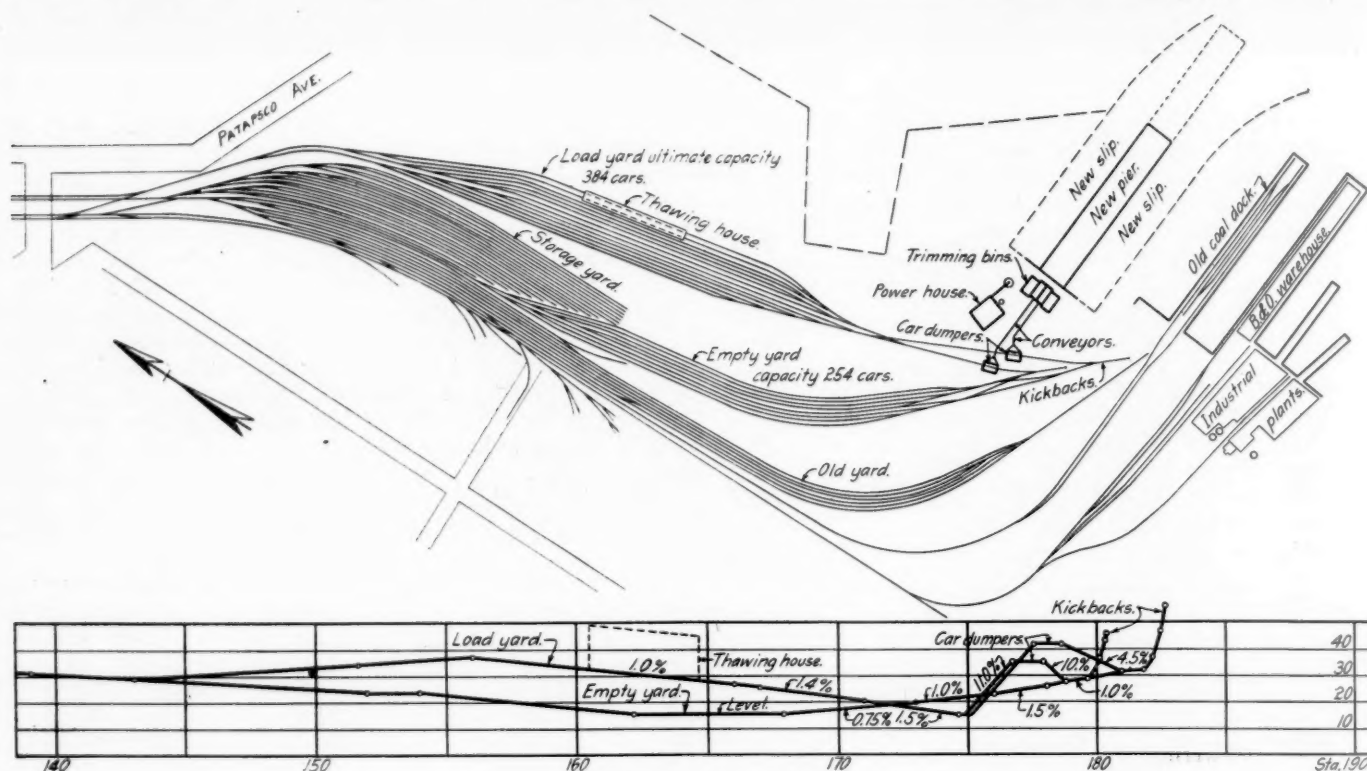 PATAPSCO AVE.
Load yard ultimate capacity
384 cars.
Thawing house.
Storage yard.
New slip.
New pier.
New slip.
Old coal dock.
B.&O. warehouse.
Trimming bins.
Power house.
Car dumpers.
Conveyors.
Empty yard
capacity 254 cars.
Kickbacks.
Industrial
plants.
Old yard.
Kickbacks.
Load yard.
Car dumpers.
40
1.0%
Thawing house.
11.0%
10%
4.5%
30
1.4%
Empty yard.
Level.
1.0%
1.0%
20
0.75%
1.5%
1.5%
10
140
150
160
170
180
Sta.190